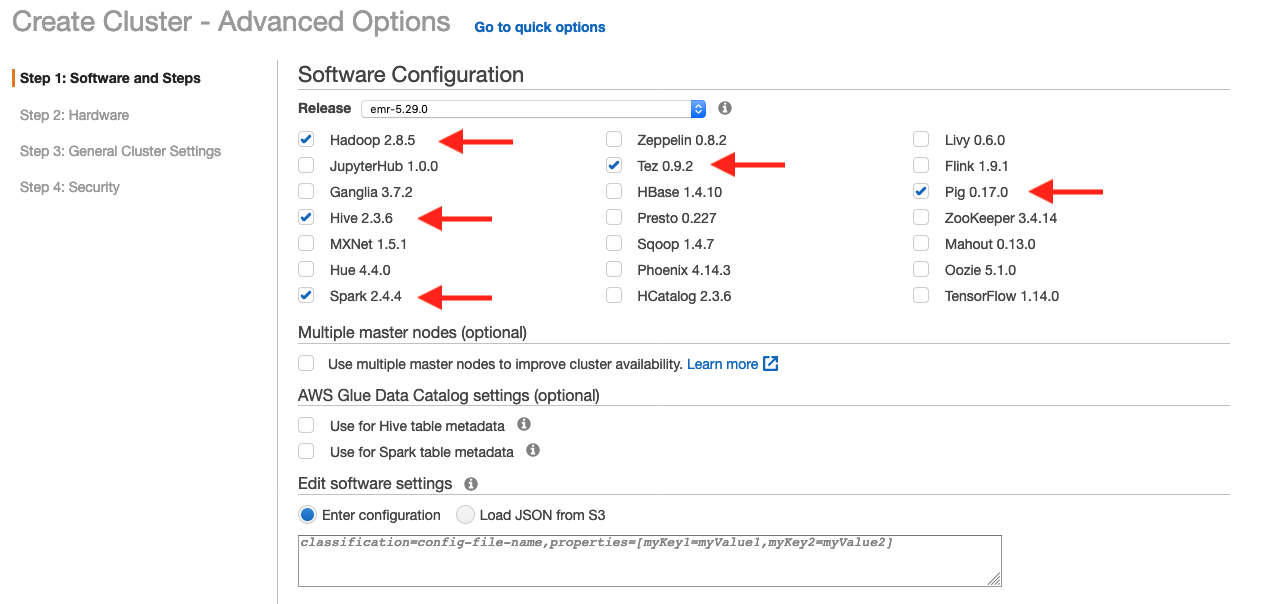 Create Cluster - Advanced Options Go to quick options
Step 1: Software and Steps
Step 2: Hardware
Step 3: General Cluster Settings
Step 4: Security
Software Configuration
Release emr-5.29.0
Hadoop 2.8.5 Zeppelin 0.8.2 Livy 0.6.0
JupyterHub 1.0.0 Tez 0.9.2 Flink 1.9.1
Ganglia 3.7.2 HBase 1.4.10 Pig 0.17.0
Hive 2.3.6 Presto 0.227 ZooKeeper 3.4.14
MXNet 1.5.1 Sqoop 1.4.7 Mahout 0.13.0
Hue 4.4.0 Phoenix 4.14.3 Oozie 5.1.0
Spark 2.4.4 HCatalog 2.3.6 TensorFlow 1.14.0
Multiple master nodes (optional)
Use multiple master nodes to improve cluster availability. Learn more
AWS Glue Data Catalog settings (optional)
Use for Hive table metadata
Use for Spark table metadata
Edit software settings
Enter configuration Load JSON from S3
classification=config-file-name,properties=[myKey1=myValue1,myKey2=myValue2]